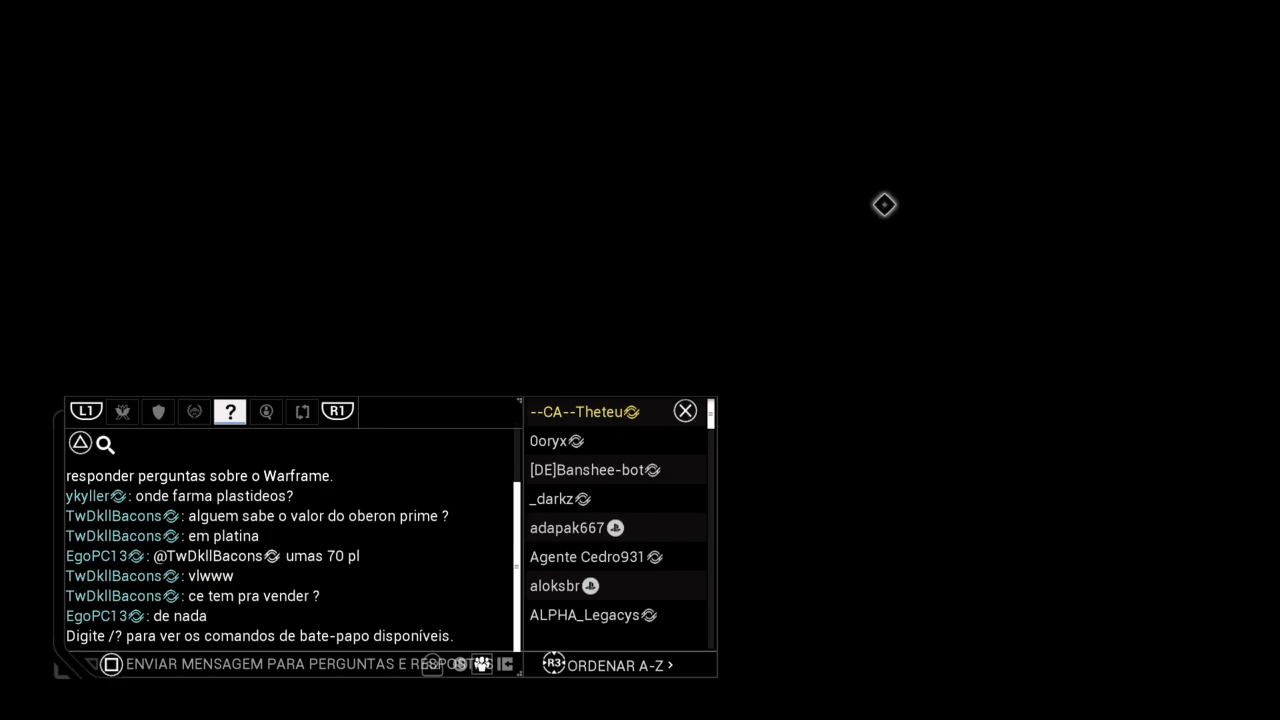 L1
?
R1
responder perguntas sobre o Warframe.
ykyller: onde farma plastideos?
TwDkllBacons: alguem sabe o valor do oberon prime ?
TwDkllBacons: em platina
EgoPC13: @TwDkllBacons umas 70 pl
TwDkllBacons: vlwww
TwDkllBacons: ce tem pra vender ?
EgoPC13: de nada
Digite /? para ver os comandos de bate-papo disponíveis.
ENVIAR MENSAGEM PARA PERGUNTAS E RESPOSTAS
--CA--Theteu
0oryx
[DE]Banshee-bot
_darkz
adapak667
Agente Cedro931
aloksbr
ALPHA_Legacys
R3 ORDENAR A-Z >